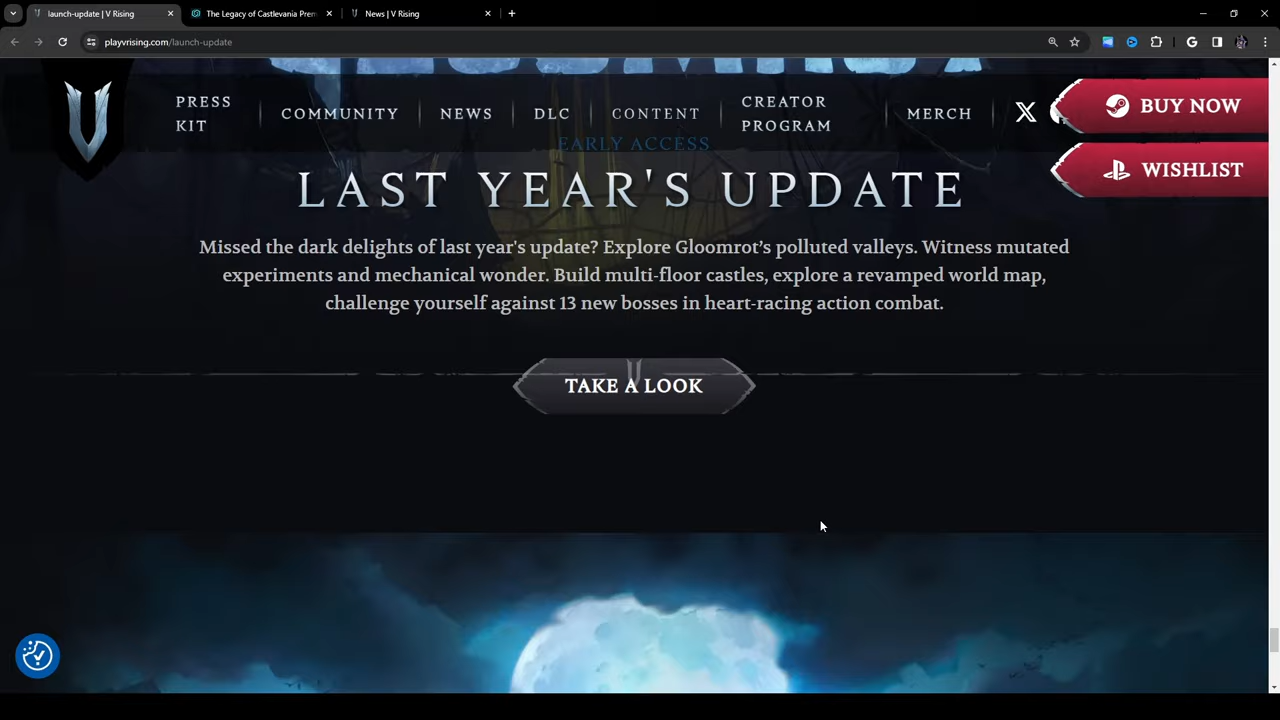 launch-update | V Rising
The Legacy of Castlevania Prem
News | V Rising
playvrising.com/launch-update
PRESS KIT
COMMUNITY
NEWS
DLC
CONTENT
CREATOR PROGRAM
MERCH
BUY NOW
WISHLIST
EARLY ACCESS
LAST YEAR'S UPDATE
Missed the dark delights of last year's update? Explore Gloomrot’s polluted valleys. Witness mutated
experiments and mechanical wonder. Build multi-floor castles, explore a revamped world map,
challenge yourself against 13 new bosses in heart-racing action combat.
TAKE A LOOK